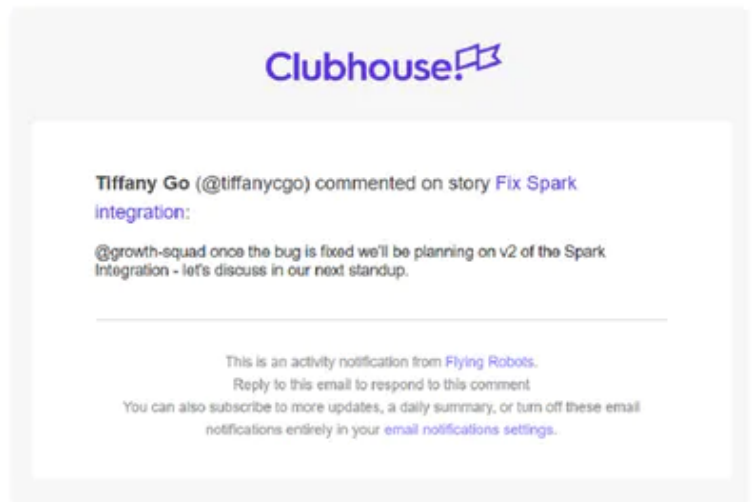 Clubhouse!
Tiffany Go (@tiffanycgo) commented on story Fix Spark
integration:
@growth-squad once the bug is fixed we'll be planning on v2 of the Spark
Integration - let's discuss in our next standup.
This is an activity notification from Flying Robots.
Reply to this email to respond to this comment
You can also subscribe to more updates, a daily summary, or turn off these email
notifications entirely in your email notifications settings.